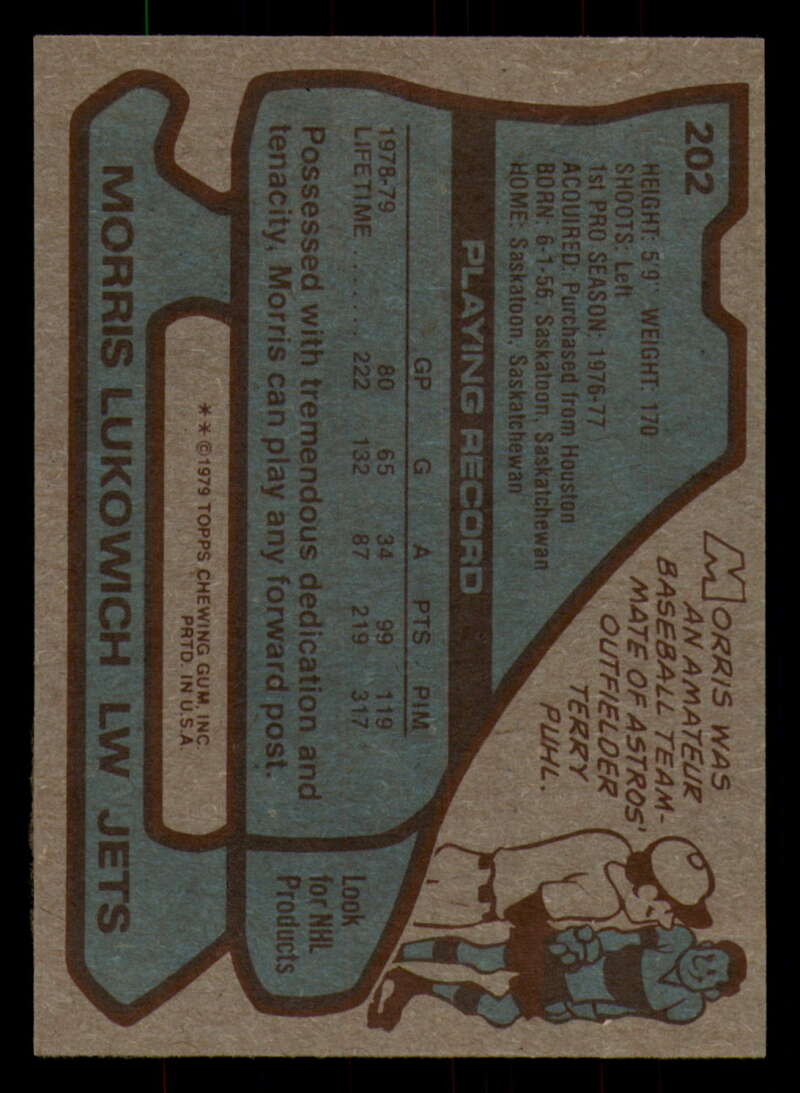 202
HEIGHT: 5'9" WEIGHT: 170
SHOOTS: Left
1st PRO SEASON: 1976-77
ACQUIRED: Purchased from Houston
BORN: 6-1-56, Saskatoon, Saskatchewan
HOME: Saskatoon, Saskatchewan
MORRIS WAS
AN AMATEUR
BASEBALL TEAM-
MATE OF ASTROS'
OUTFIELDER
TERRY
PUHL.
PLAYING RECORD
GP G A PTS. PIM
1978-79 80 65 34 99 119
LIFETIME ....... 222 132 87 219 317
Possessed with tremendous dedication and
tenacity, Morris can play any forward post.
Look
for NHL
Products
**©1979 TOPPS CHEWING GUM, INC.
PRTD. IN U.S.A.
MORRIS LUKOWICH LW JETS